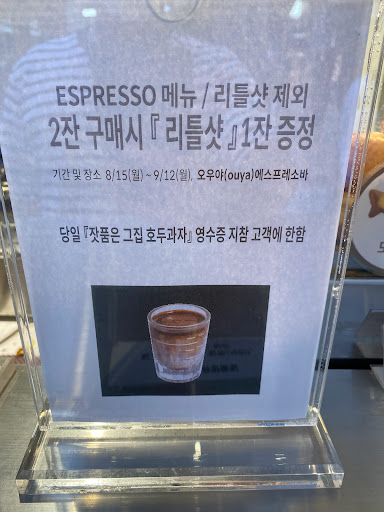 ESPRESSO 메뉴 / 리틀샷 제외
2잔 구매시 『리틀샷』 1잔 증정
기간 및 장소 8/15(월) ~ 9/12(월), 오우야(ouya)에스프레소바
당일 『잣품은 그집 호두과자』 영수증 지참 고객에 한함